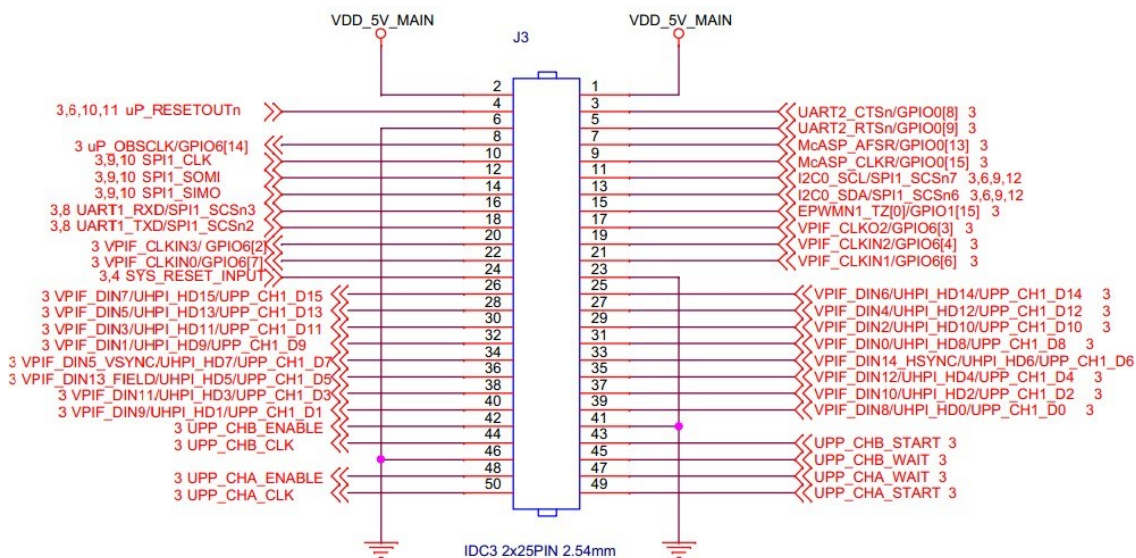 VDD_5V_MAIN
VDD_5V_MAIN
J3
2
1
3,6,10,11 uP_RESETOUTn
4
3
UART2_CTSn/GPIO0[8] 3
6
5
UART2_RTSn/GPIO0[9] 3
3 uP_OBSCLK/GPIO6[14]
8
7
McASP_AFSR/GPIO0[13] 3
3,9,10 SPI1_CLK
10
9
McASP_CLKR/GPIO0[15] 3
3,9,10 SPI1_SOMI
12
11
I2C0_SCL/SPI1_SCSn7 3,6,9,12
3,9,10 SPI1_SIMO
14
13
I2C0_SDA/SPI1_SCSn6 3,6,9,12
3,8 UART1_RXD/SPI1_SCSn3
16
15
EPWMN1_TZ[0]/GPIO1[15] 3
3,8 UART1_TXD/SPI1_SCSn2
18
17
VPIF_CLKO2/GPIO6[3] 3
3 VPIF_CLKIN3/ GPIO6[2]
20
19
VPIF_CLKIN2/GPIO6[4] 3
3 VPIF_CLKIN0/GPIO6[7]
22
21
VPIF_CLKIN1/GPIO6[6] 3
3,4 SYS_RESET_INPUT
24
23
3 VPIF_DIN7/UHPI_HD15/UPP_CH1_D15
26
25
VPIF_DIN6/UHPI_HD14/UPP_CH1_D14 3
3 VPIF_DIN5/UHPI_HD13/UPP_CH1_D13
28
27
VPIF_DIN4/UHPI_HD12/UPP_CH1_D12 3
3 VPIF_DIN3/UHPI_HD11/UPP_CH1_D11
30
29
VPIF_DIN2/UHPI_HD10/UPP_CH1_D10 3
3 VPIF_DIN1/UHPI_HD9/UPP_CH1_D9
32
31
VPIF_DIN0/UHPI_HD8/UPP_CH1_D8 3
3 VPIF_DIN5_VSYNC/UHPI_HD7/UPP_CH1_D7
34
33
VPIF_DIN14_HSYNC/UHPI_HD6/UPP_CH1_D6
3 VPIF_DIN13_FIELD/UHPI_HD5/UPP_CH1_D5
36
35
VPIF_DIN12/UHPI_HD4/UPP_CH1_D4 3
3 VPIF_DIN11/UHPI_HD3/UPP_CH1_D3
38
37
VPIF_DIN10/UHPI_HD2/UPP_CH1_D2 3
3 VPIF_DIN9/UHPI_HD1/UPP_CH1_D1
40
39
VPIF_DIN8/UHPI_HD0/UPP_CH1_D0 3
3 UPP_CHB_ENABLE
42
41
3 UPP_CHB_CLK
44
43
UPP_CHB_START 3
46
45
UPP_CHB_WAIT 3
3 UPP_CHA_ENABLE
48
47
UPP_CHA_WAIT 3
3 UPP_CHA_CLK
50
49
UPP_CHA_START 3
IDC3 2x25PIN 2.54mm